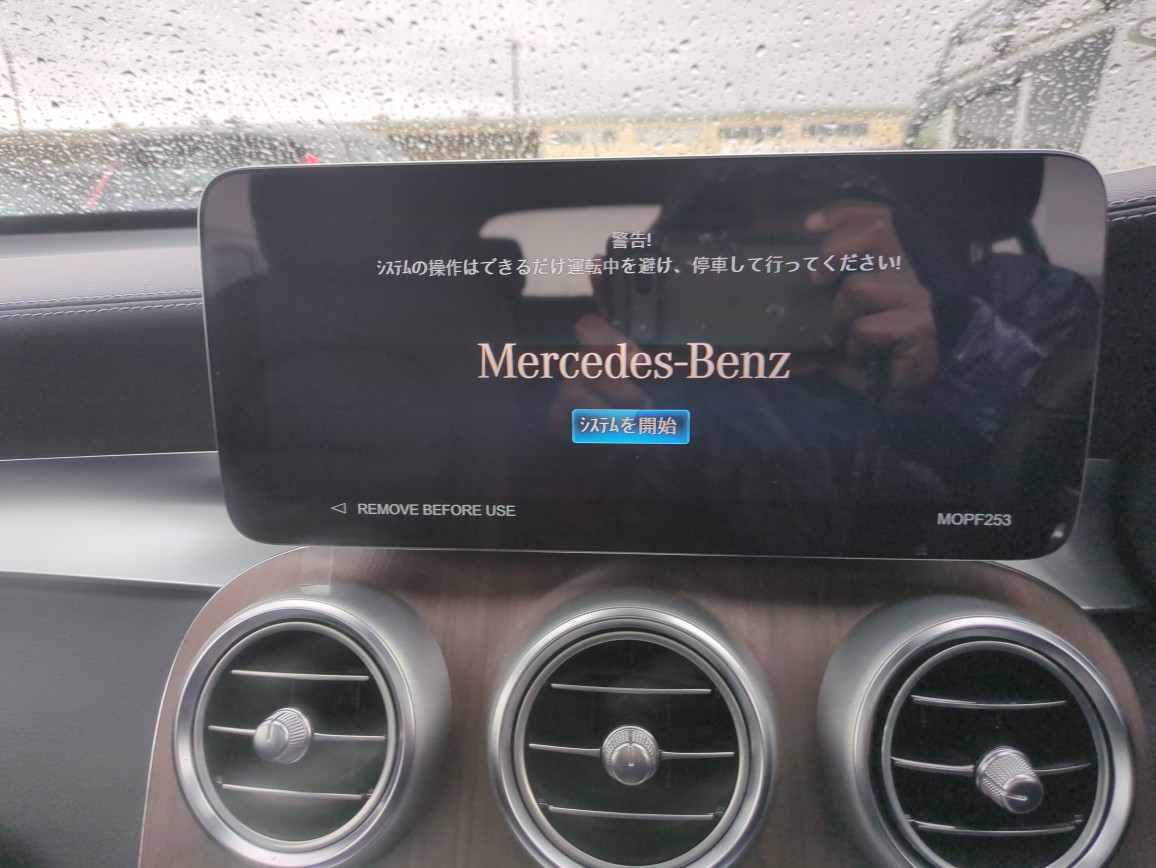 警告!
ｼｽﾃﾑの操作はできるだけ運転中を避け、停車して行ってください!
Mercedes-Benz
ｼｽﾃﾑを開始
◁ REMOVE BEFORE USE
MOPF253